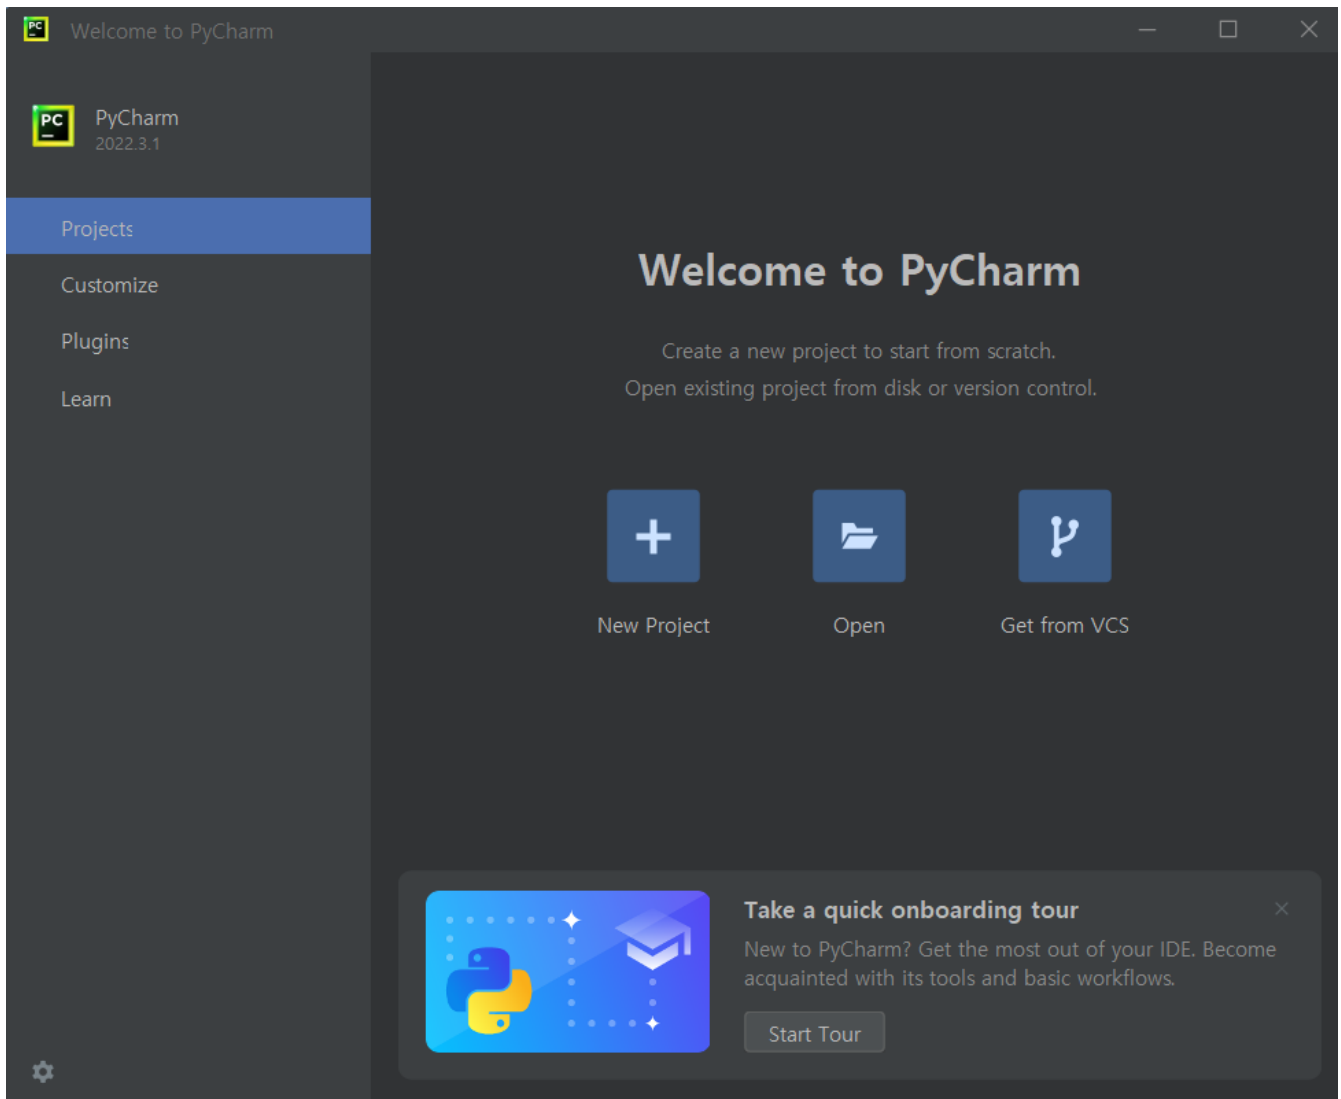 PC Welcome to PyCharm
PC PyCharm
2022.3.1
Projects
Customize
Plugins
Learn
Welcome to PyCharm
Create a new project to start from scratch.
Open existing project from disk or version control.
New Project
Open
Get from VCS
Take a quick onboarding tour
New to PyCharm? Get the most out of your IDE. Become
acquainted with its tools and basic workflows.
Start Tour